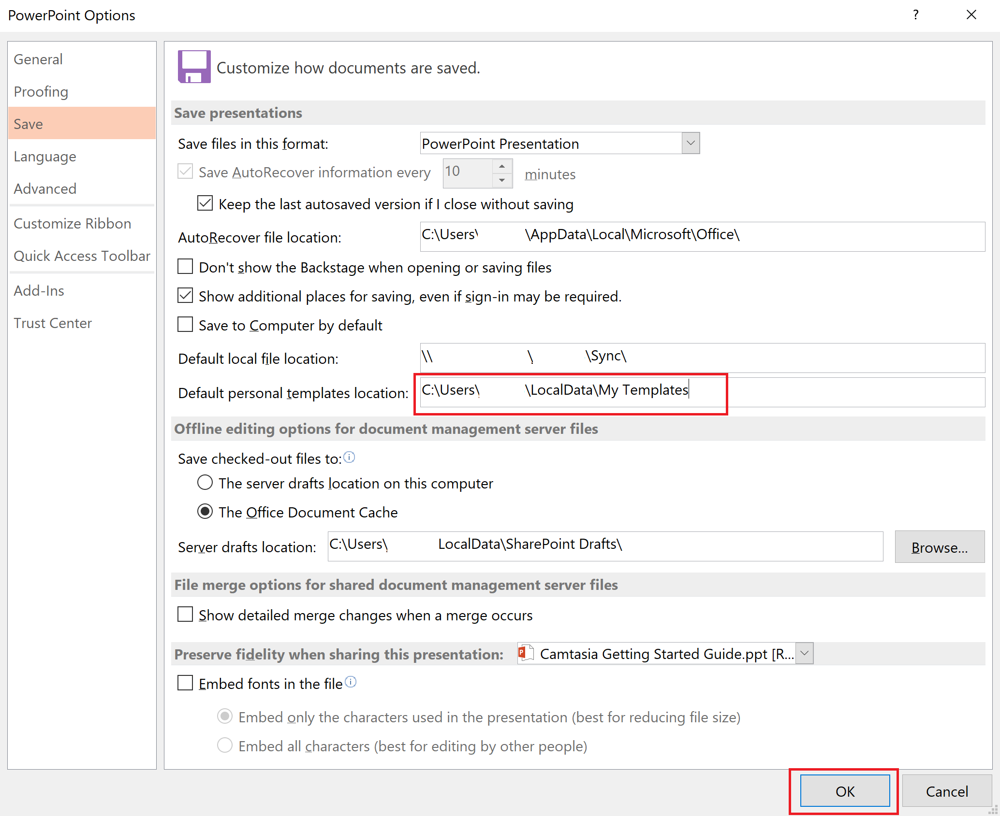 PowerPoint Options
?
General
Proofing
Save
Language
Advanced
Customize Ribbon
Quick Access Toolbar
Add-Ins
Trust Center
Customize how documents are saved.
Save presentations
Save files in this format: PowerPoint Presentation
Save AutoRecover information every 10 minutes
Keep the last autosaved version if I close without saving
AutoRecover file location: C:\Users\ \AppData\Local\Microsoft\Office\
Don't show the Backstage when opening or saving files
Show additional places for saving, even if sign-in may be required.
Save to Computer by default
Default local file location: \\ \ \Sync\
Default personal templates location: C:\Users\ \LocalData\My Templates
Offline editing options for document management server files
Save checked-out files to:
The server drafts location on this computer
The Office Document Cache
Server drafts location: C:\Users\ LocalData\SharePoint Drafts\ Browse...
File merge options for shared document management server files
Show detailed merge changes when a merge occurs
Preserve fidelity when sharing this presentation: Camtasia Getting Started Guide.ppt [R...
Embed fonts in the file
Embed only the characters used in the presentation (best for reducing file size)
Embed all characters (best for editing by other people)
OK Cancel